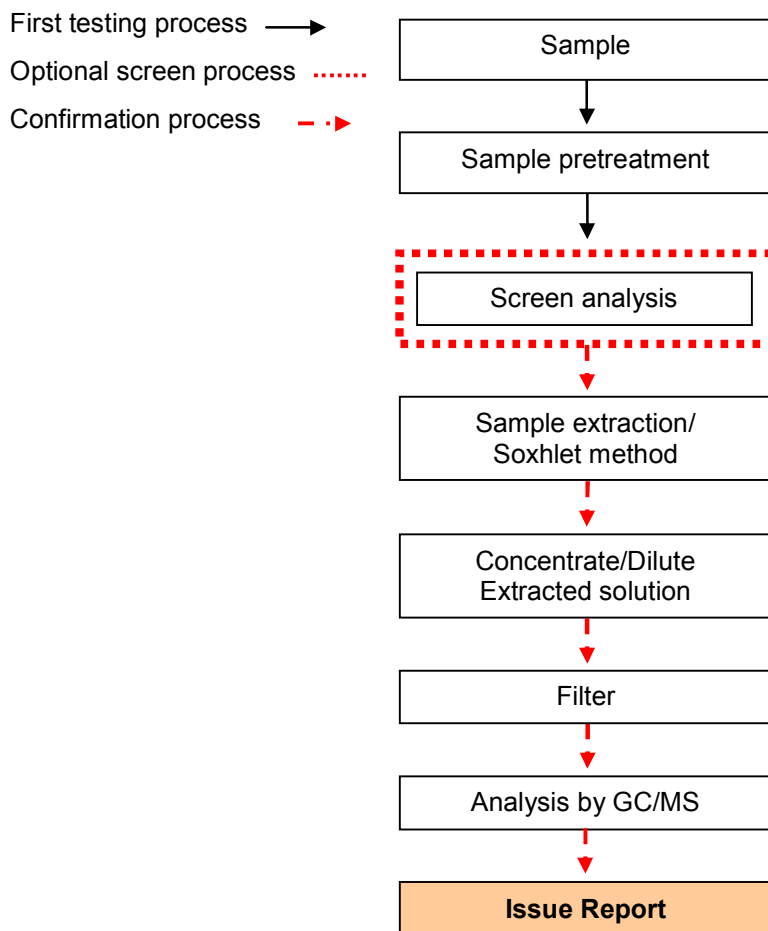 First testing process
Optional screen process
Confirmation process
Sample
Sample pretreatment
Screen analysis
Sample extraction/
Soxhlet method
Concentrate/Dilute
Extracted solution
Filter
Analysis by GC/MS
Issue Report